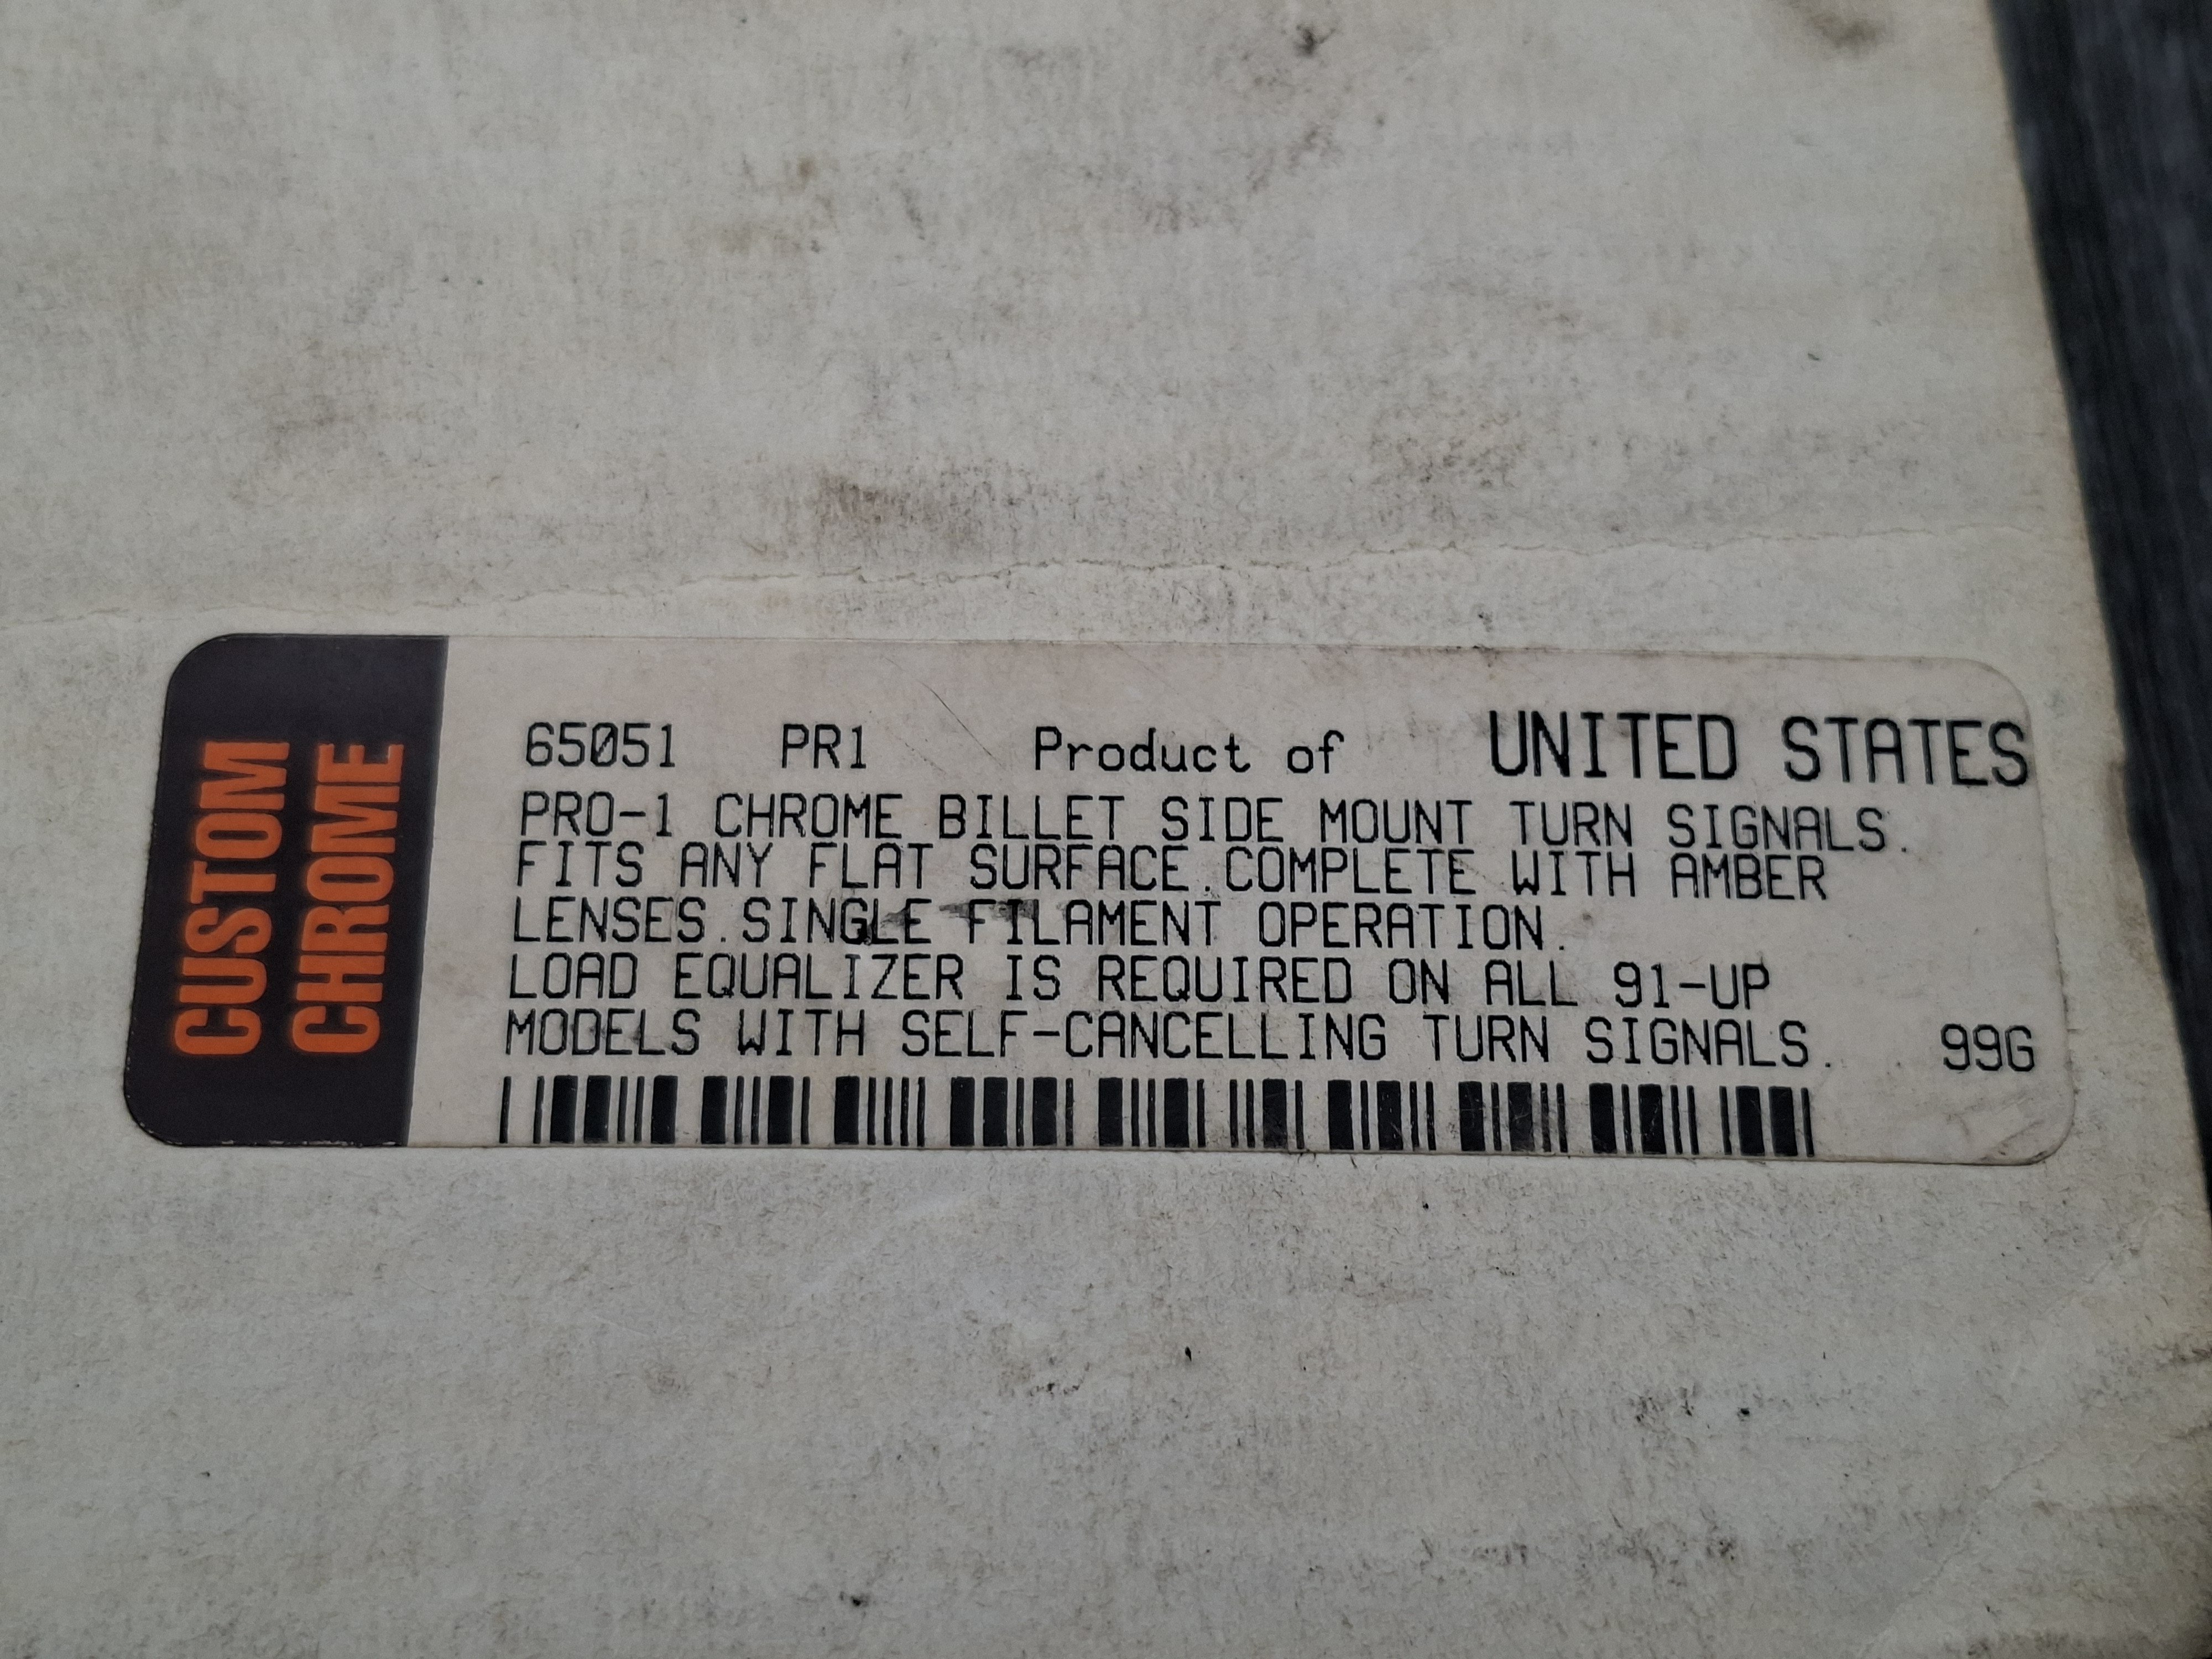 CUSTOM
CHROME
65051 PR1 Product of UNITED STATES
PRO-1 CHROME BILLET SIDE MOUNT TURN SIGNALS.
FITS ANY FLAT SURFACE.COMPLETE WITH AMBER
LENSES.SINGLE FILAMENT OPERATION.
LOAD EQUALIZER IS REQUIRED ON ALL 91-UP
MODELS WITH SELF-CANCELLING TURN SIGNALS. 99G